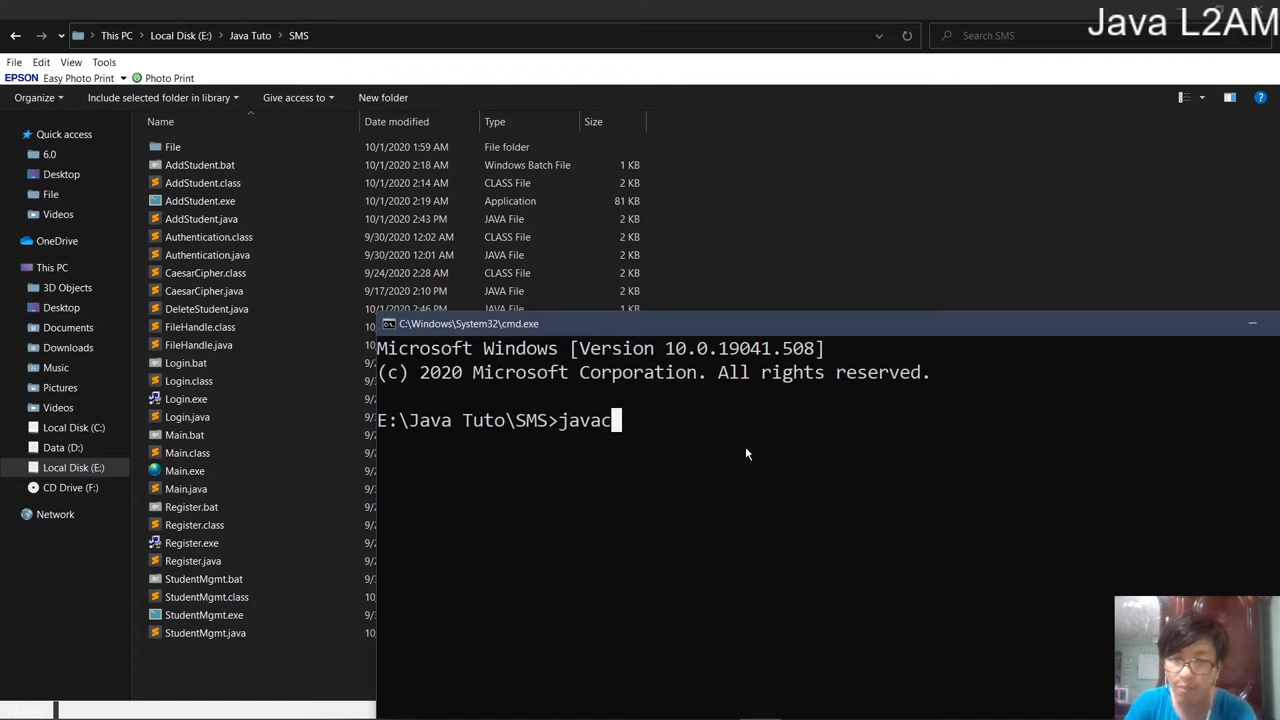 Java L2AM
This PC Local Disk (E:) Java Tuto SMS
Search SMS
File Edit View Tools
EPSON Easy Photo Print Photo Print
Organize Include selected folder in library Give access to New folder
Name Date modified Type Size
Quick access
6.0
Desktop
File
Videos
OneDrive
This PC
3D Objects
Desktop
Documents
Downloads
Music
Pictures
Videos
Local Disk (C:)
Data (D:)
Local Disk (E:)
CD Drive (F:)
Network
File 10/1/2020 1:59 AM File folder
AddStudent.bat 10/1/2020 2:18 AM Windows Batch File 1 KB
AddStudent.class 10/1/2020 2:14 AM CLASS File 2 KB
AddStudent.exe 10/1/2020 2:19 AM Application 81 KB
AddStudent.java 10/1/2020 2:43 PM JAVA File 2 KB
Authentication.class 9/30/2020 12:02 AM CLASS File 2 KB
Authentication.java 9/30/2020 12:01 AM JAVA File 2 KB
CaesarCipher.class 9/24/2020 2:28 AM CLASS File 2 KB
CaesarCipher.java 9/17/2020 2:10 PM JAVA File 2 KB
DeleteStudent.java 10/1/2020 2:46 PM JAVA File 1 KB
FileHandle.class
FileHandle.java
Login.bat
Login.class
Login.exe
Login.java
Main.bat
Main.class
Main.exe
Main.java
Register.bat
Register.class
Register.exe
Register.java
StudentMgmt.bat
StudentMgmt.class
StudentMgmt.exe
StudentMgmt.java
C:\Windows\System32\cmd.exe
Microsoft Windows [Version 10.0.19041.508]
(c) 2020 Microsoft Corporation. All rights reserved.
E:\Java Tuto\SMS>javac